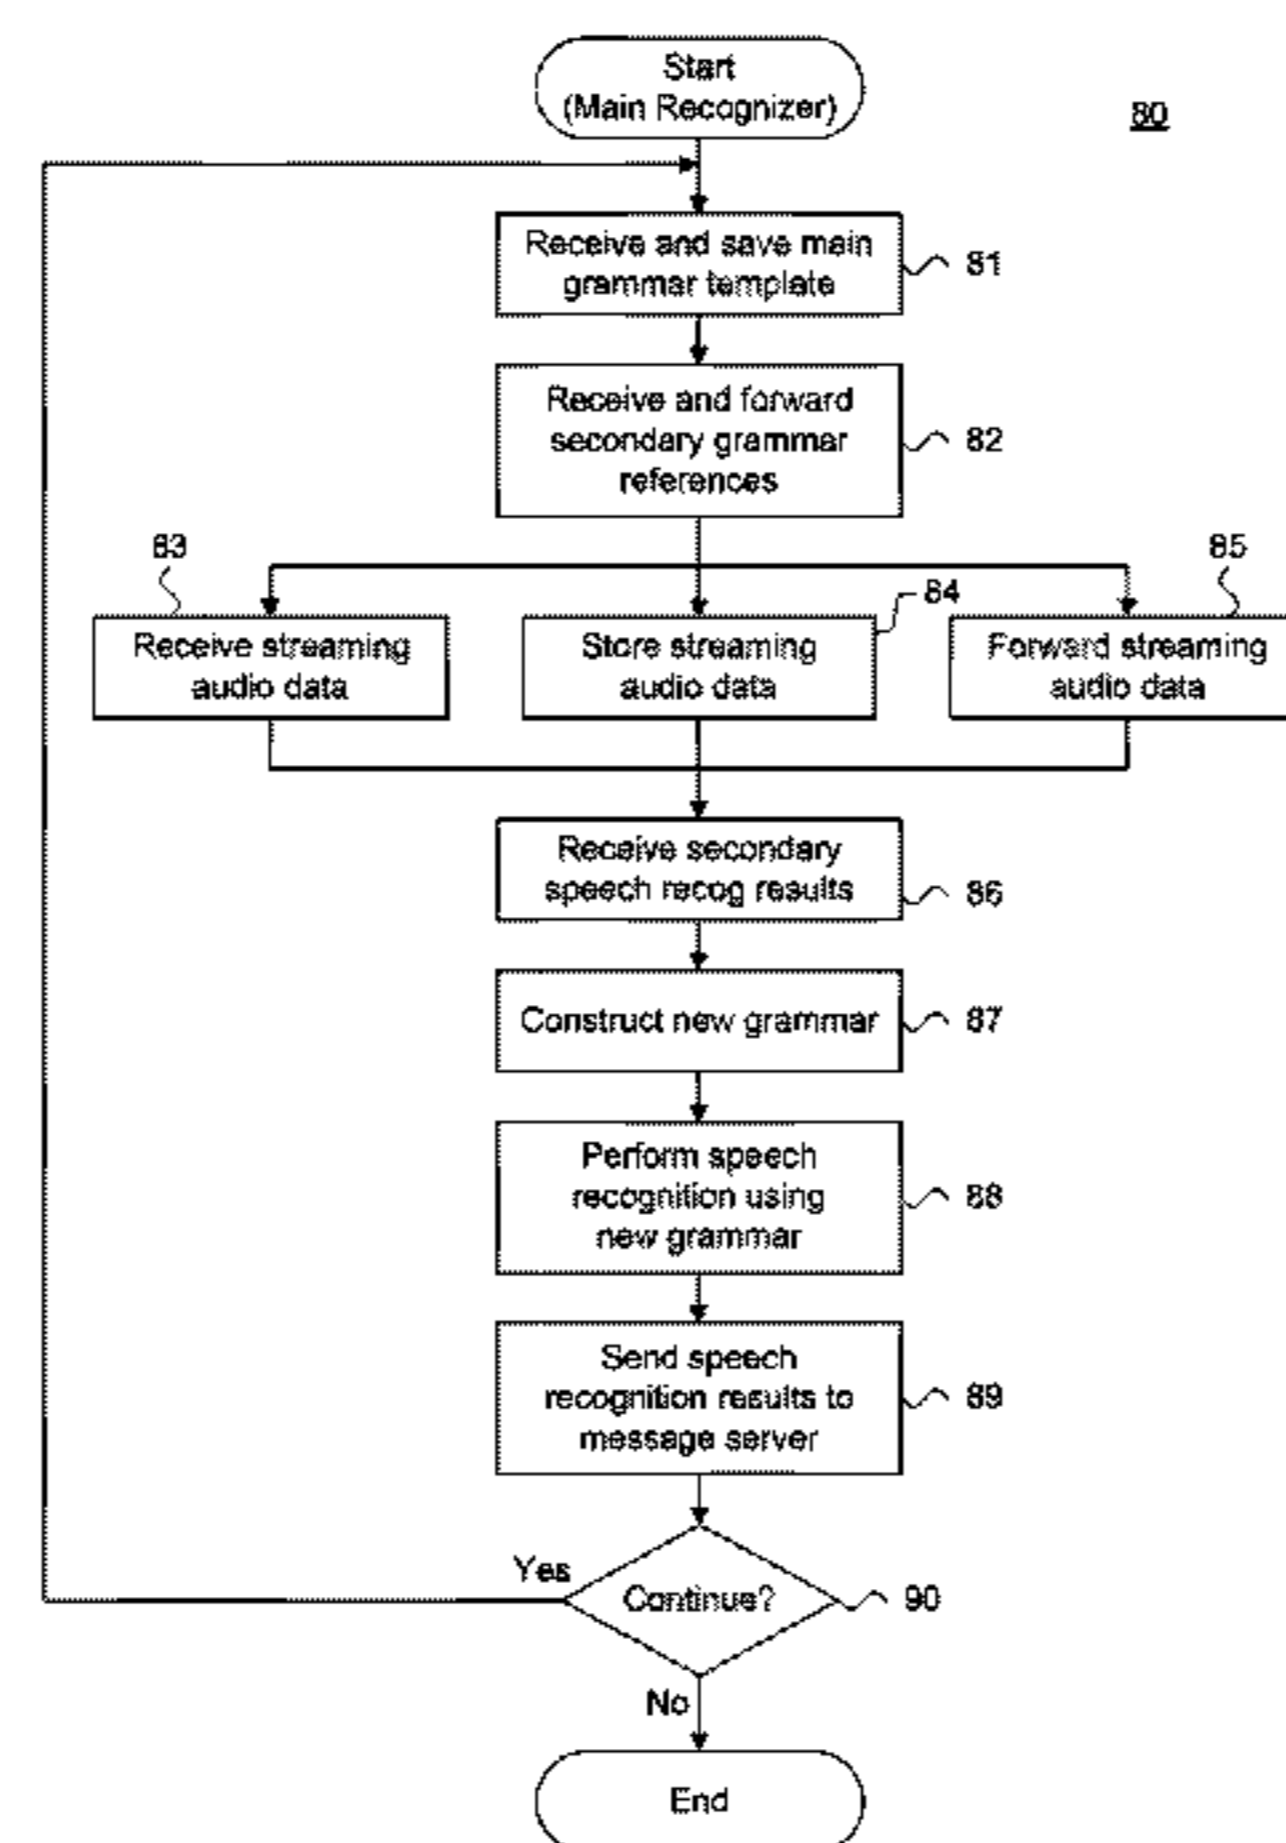 Start
(Main Recognizer)
80
Receive and save main
grammar template
81
Receive and forward
secondary grammar
references
82
83
85
84
Receive streaming
audio data
Store streaming
audio data
Forward streaming
audio data
Receive secondary
speech recog results
86
Construct new grammar
87
Perform speech
recognition using
new grammar
88
Send speech
recognition results to
message server
89
Yes
Continue?
90
No
End